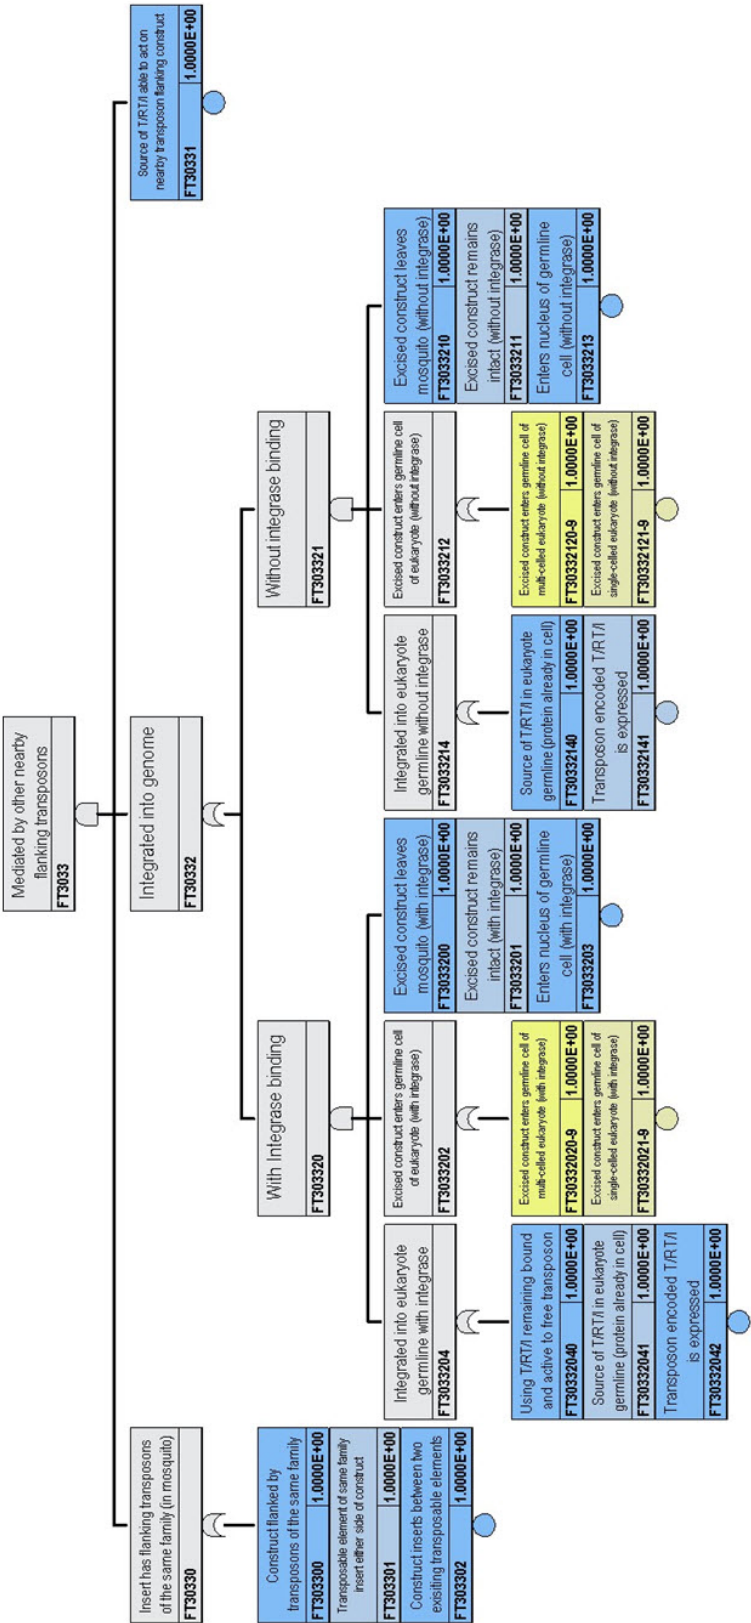 Mediated by other nearby
flanking transposons
FT3033
Insert has flanking transposons
of the same family (in mosquito)
FT30330
Integrated into genome
FT30332
Source of T/RT/I able to act on
nearby transposon flanking construct
FT30331 1.0000E+00
Construct flanked by
transposons of the same family
FT303300 1.0000E+00
Transposable element of same family
insert either side of construct
FT303301 1.0000E+00
Construct inserts between two
exisiting transposable elements
FT303302 1.0000E+00
With Integrase binding
FT303320
Without integrase binding
FT303321
Integrated into eukaryote
germline with integrase
FT3033204
Excised construct enters germline cell
of eukaryote (with integrase)
FT3033202
Excised construct leaves
mosquito (with integrase)
FT3033200 1.0000E+00
Excised construct remains
intact (with integrase)
FT3033201 1.0000E+00
Enters nucleus of germline
cell (with integrase)
FT3033203 1.0000E+00
Integrated into eukaryote
germline without integrase
FT3033214
Excised construct enters germline cell
of eukaryote (without integrase)
FT3033212
Excised construct leaves
mosquito (without integrase)
FT3033210 1.0000E+00
Excised construct remains
intact (without integrase)
FT3033211 1.0000E+00
Enters nucleus of germline
cell (without integrase)
FT3033213 1.0000E+00
Using T/RT/I remaining bound
and active to free transposon
FT30332040 1.0000E+00
Source of T/RT/I in eukaryote
germline (protein already in cell)
FT30332041 1.0000E+00
Transposon encoded T/RT/I
is expressed
FT30332042 1.0000E+00
Excised construct enters germline cell of
multi-celled eukaryote (with integrase)
FT30332020-9 1.0000E+00
Excised construct enters germline cell of
single-celled eukaryote (with integrase)
FT30332021-9 1.0000E+00
Source of T/RT/I in eukaryote
germline (protein already in cell)
FT30332140 1.0000E+00
Transposon encoded T/RT/I
is expressed
FT30332141 1.0000E+00
Excised construct enters germline cell of
multi-celled eukaryote (without integrase)
FT30332120-9 1.0000E+00
Excised construct enters germline cell of
single-celled eukaryote (without integrase)
FT30332121-9 1.0000E+00